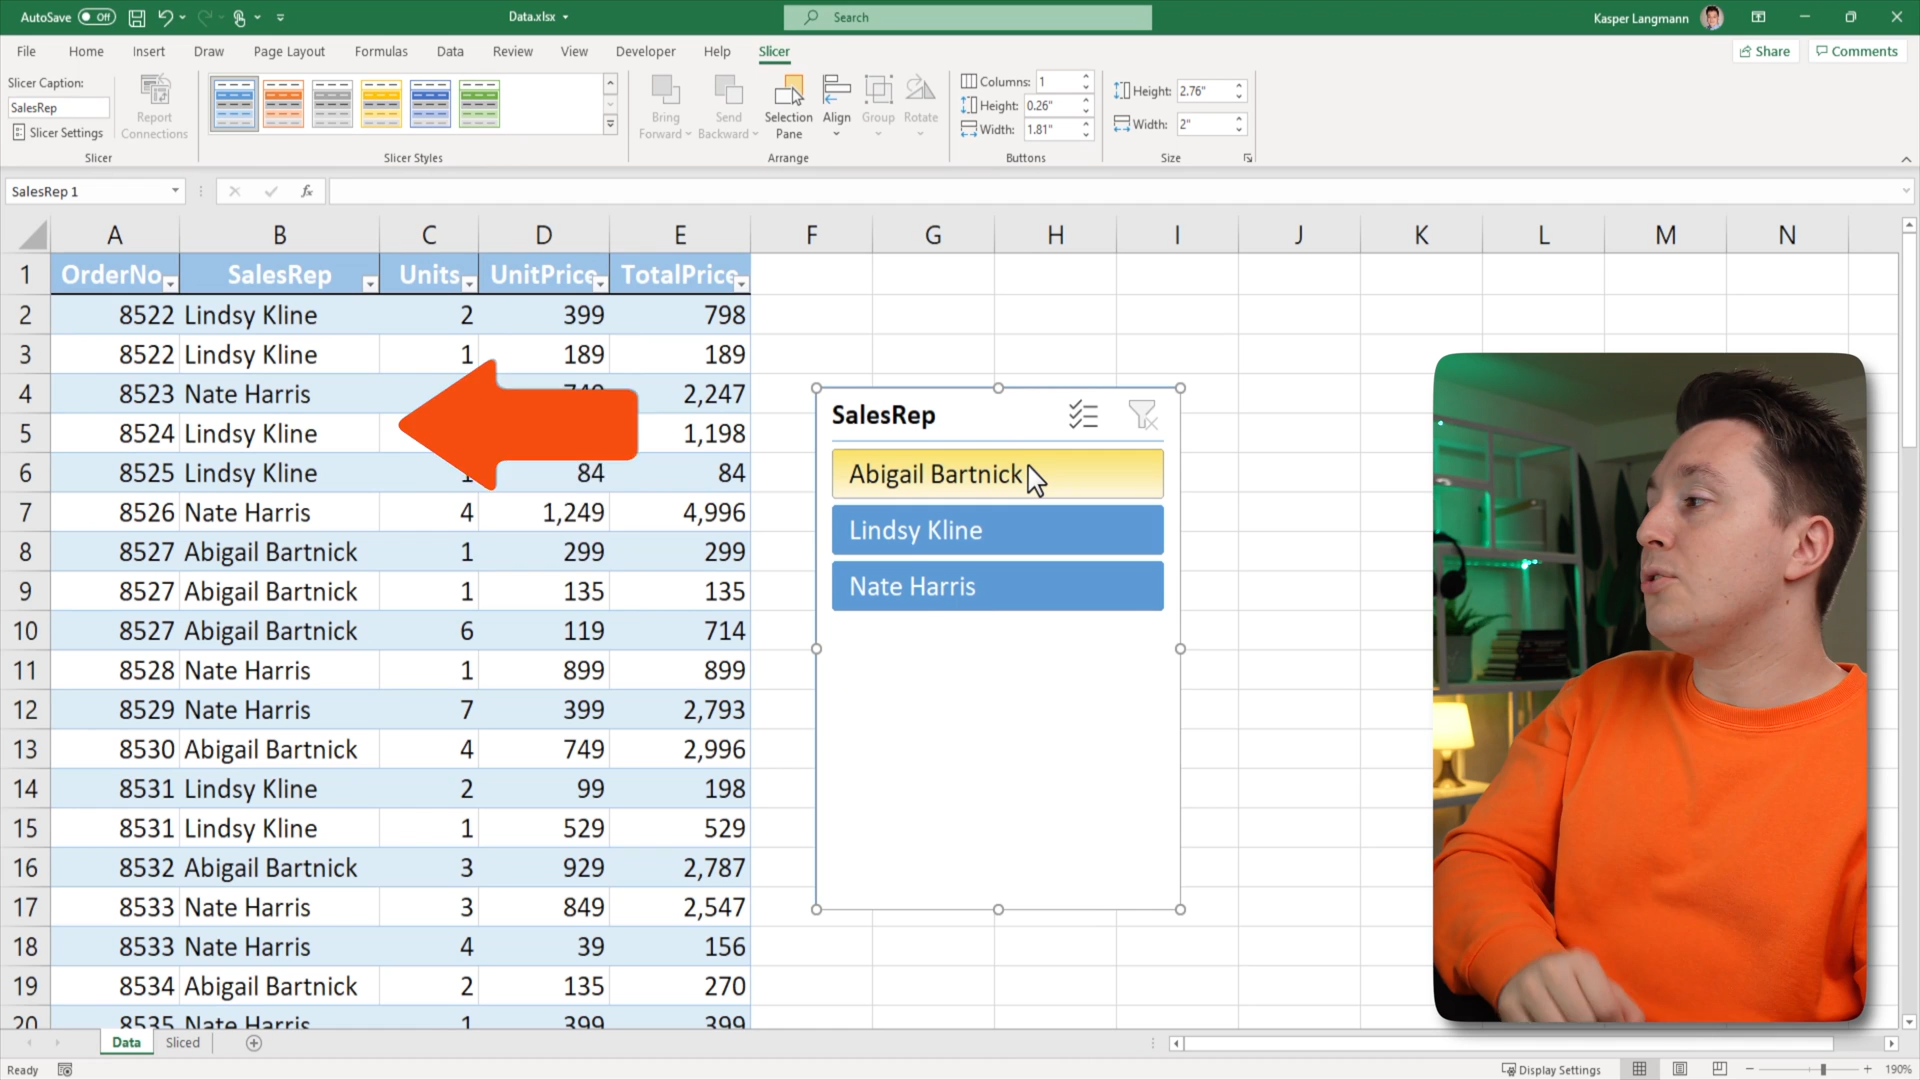 AutoSave Off Data.xlsx Search Kasper Langmann
File Home Insert Draw Page Layout Formulas Data Review View Developer Help Slicer Share Comments
Slicer Caption:
SalesRep
Slicer Settings
Report
Connections
Slicer
Slicer Styles
Bring
Forward
Send
Backward
Selection
Pane
Align
Group
Rotate
Arrange
Columns: 1
Height: 0.26"
Width: 1.81"
Buttons
Height: 2.76"
Width: 2"
Size
SalesRep 1 fx
A B C D E F G H I J K L M N
1 OrderNo SalesRep Units UnitPrice TotalPrice
2 8522 Lindsy Kline 2 399 798
3 8522 Lindsy Kline 1 189 189
4 8523 Nate Harris 2,247
5 8524 Lindsy Kline 1,198
6 8525 Lindsy Kline 84 84
7 8526 Nate Harris 4 1,249 4,996
8 8527 Abigail Bartnick 1 299 299
9 8527 Abigail Bartnick 1 135 135
10 8527 Abigail Bartnick 6 119 714
11 8528 Nate Harris 1 899 899
12 8529 Nate Harris 7 399 2,793
13 8530 Abigail Bartnick 4 749 2,996
14 8531 Lindsy Kline 2 99 198
15 8531 Lindsy Kline 1 529 529
16 8532 Abigail Bartnick 3 929 2,787
17 8533 Nate Harris 3 849 2,547
18 8533 Nate Harris 4 39 156
19 8534 Abigail Bartnick 2 135 270
20 8535 Nate Harris 1 399 399
SalesRep
Abigail Bartnick
Lindsy Kline
Nate Harris
Data Sliced
Ready Display Settings 190%